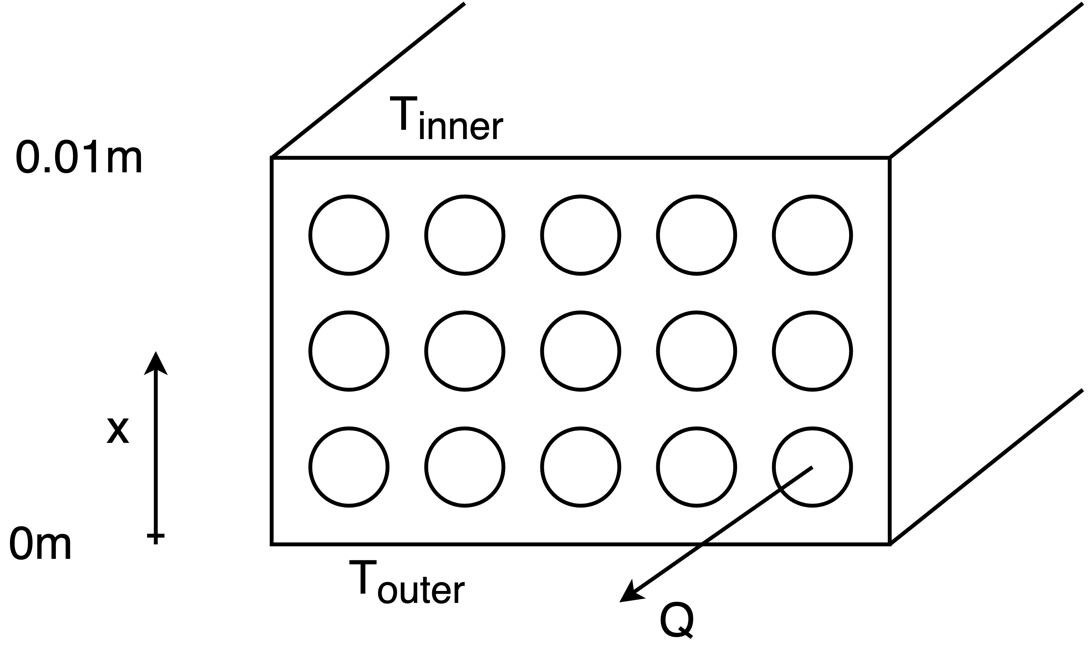 T_inner
0.01m
x
0m
T_outer
Q